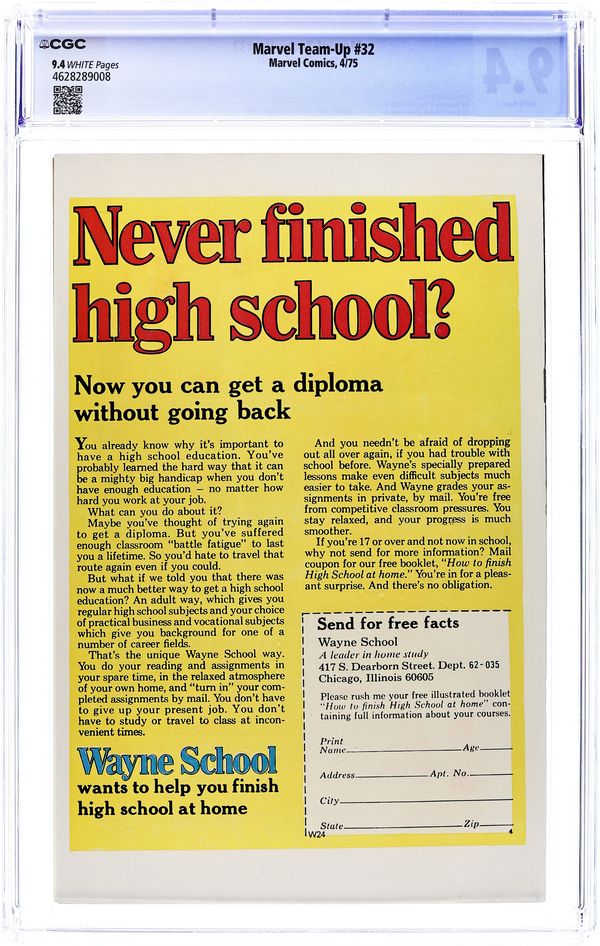 CGC
Marvel Team-Up #32
Marvel Comics, 4/75
9.4 WHITE Pages
4628289008
9.4
Never finished
high school?
Now you can get a diploma
without going back
You already know why it's important to
have a high school education. You've
probably learned the hard way that it can
be a mighty big handicap when you don't
have enough education — no matter how
hard you work at your job.
What can you do about it?
Maybe you've thought of trying again
to get a diploma. But you've suffered
enough classroom "battle fatigue" to last
you a lifetime. So you'd hate to travel that
route again even if you could.
But what if we told you that there was
now a much better way to get a high school
education? An adult way, which gives you
regular high school subjects and your choice
of practical business and vocational subjects
which give you background for one of a
number of career fields.
That's the unique Wayne School way.
You do your reading and assignments in
your spare time, in the relaxed atmosphere
of your own home, and "turn in" your com-
pleted assignments by mail. You don't have
to give up your present job. You don't
have to study or travel to class at incon-
venient times.
Wayne School
wants to help you finish
high school at home
And you needn't be afraid of dropping
out all over again, if you had trouble with
school before. Wayne's specially prepared
lessons make even difficult subjects much
easier to take. And Wayne grades your as-
signments in private, by mail. You're free
from competitive classroom pressures. You
stay relaxed, and your progress is much
smoother.
If you're 17 or over and not now in school,
why not send for more information? Mail
coupon for our free booklet, "How to finish
High School at home." You're in for a pleas-
ant surprise. And there's no obligation.
Send for free facts
Wayne School
A leader in home study
417 S. Dearborn Street. Dept. 62-035
Chicago, Illinois 60605
Please rush me your free illustrated booklet
"How to finish High School at home" con-
taining full information about your courses.
Print
Name Age
Address Apt. No.
City
State Zip
W24 4